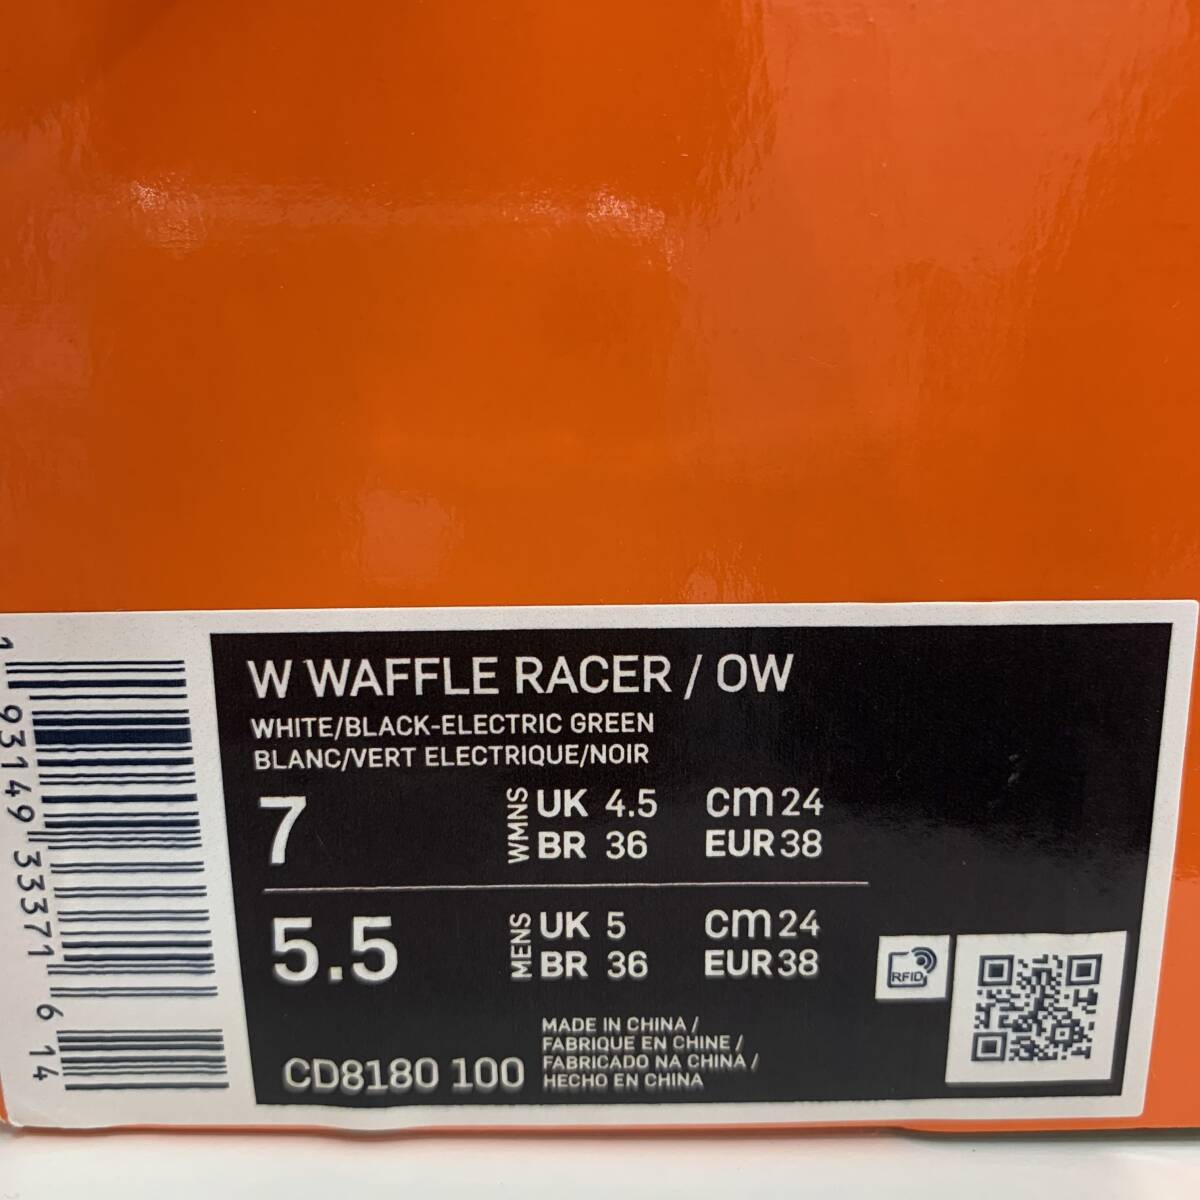 W WAFFLE RACER / OW
WHITE/BLACK-ELECTRIC GREEN
BLANC/VERT ELECTRIQUE/NOIR
7 WMNS UK 4.5 cm 24
BR 36 EUR 38
5.5 MENS UK 5 cm 24
BR 36 EUR 38
CD8180 100
MADE IN CHINA /
FABRIQUE EN CHINE /
FABRICADO NA CHINA /
HECHO EN CHINA
RFID
1 93149 33371 6 14